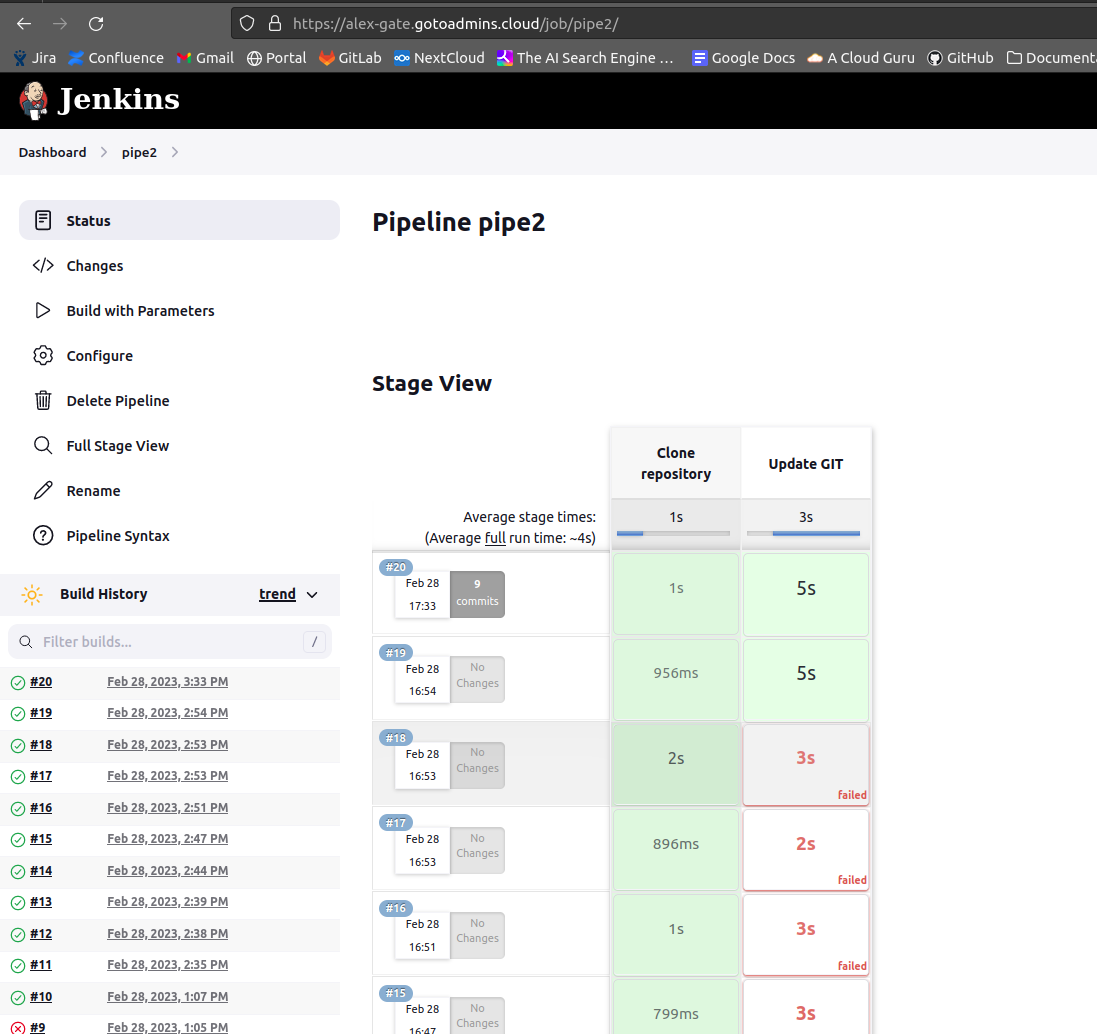 https://alex-gate.gotoadmins.cloud/job/pipe2/
Jira Confluence Gmail Portal GitLab NextCloud The AI Search Engine ... Google Docs A Cloud Guru GitHub Documenta
Jenkins
Dashboard > pipe2 >
Status
Changes
Build with Parameters
Configure
Delete Pipeline
Full Stage View
Rename
Pipeline Syntax
Build History trend
Filter builds... /
#20 Feb 28, 2023, 3:33 PM
#19 Feb 28, 2023, 2:54 PM
#18 Feb 28, 2023, 2:53 PM
#17 Feb 28, 2023, 2:53 PM
#16 Feb 28, 2023, 2:51 PM
#15 Feb 28, 2023, 2:47 PM
#14 Feb 28, 2023, 2:44 PM
#13 Feb 28, 2023, 2:39 PM
#12 Feb 28, 2023, 2:38 PM
#11 Feb 28, 2023, 2:35 PM
#10 Feb 28, 2023, 1:07 PM
#9 Feb 28, 2023, 1:05 PM
Pipeline pipe2
Stage View
Clone
repository
Update GIT
Average stage times:
(Average full run time: ~4s)
1s 3s
#20
Feb 28
17:33
9
commits
1s
5s
#19
Feb 28
16:54
No
Changes
956ms
5s
#18
Feb 28
16:53
No
Changes
2s
3s
failed
#17
Feb 28
16:53
No
Changes
896ms
2s
failed
#16
Feb 28
16:51
No
Changes
1s
3s
failed
#15
Feb 28
16:47
No
Changes
799ms
3s